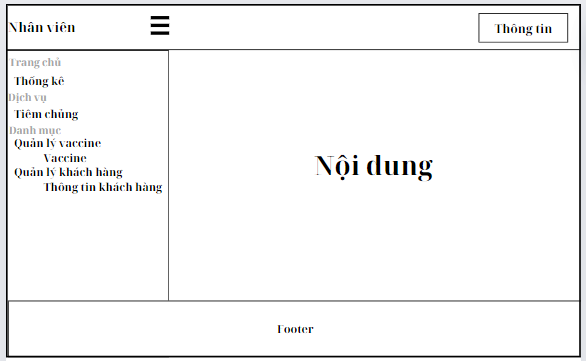 Nhân viên
Thông tin
Trang chủ
Thống kê
Dịch vụ
Tiêm chủng
Danh mục
Quản lý vaccine
Vaccine
Quản lý khách hàng
Thông tin khách hàng
Nội dung
Footer